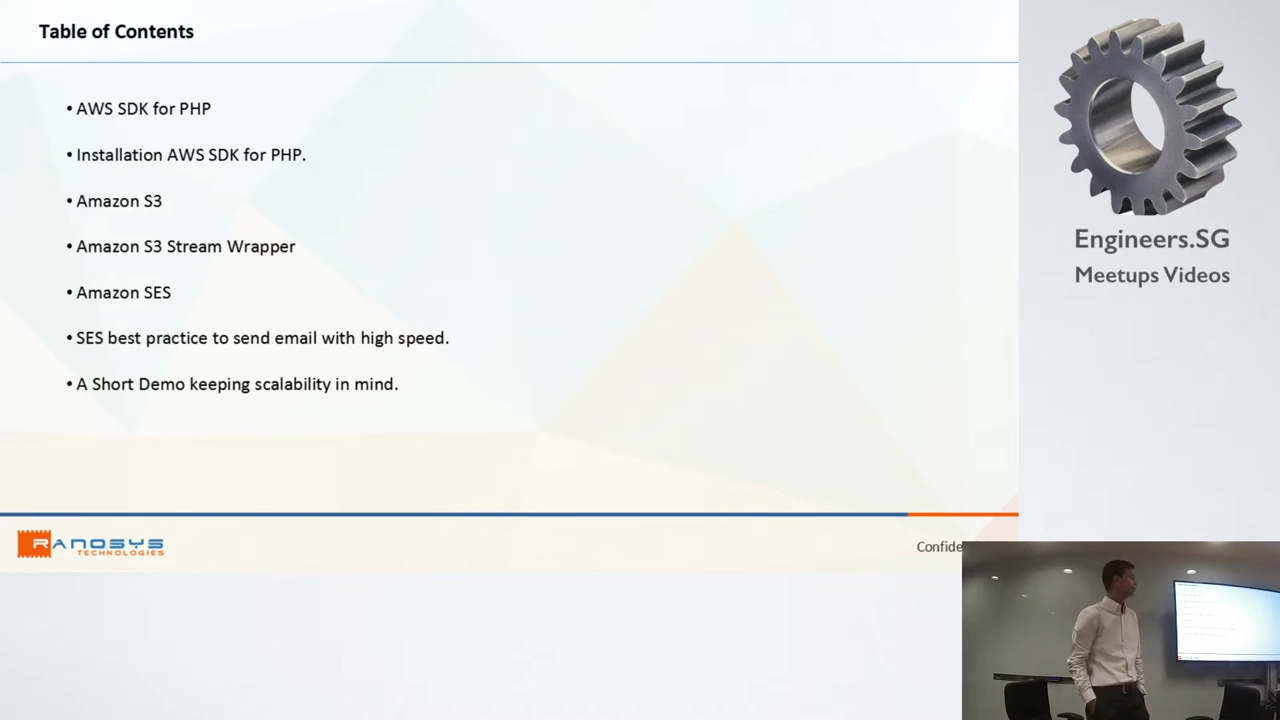 Table of Contents
• AWS SDK for PHP
• Installation AWS SDK for PHP.
• Amazon S3
• Amazon S3 Stream Wrapper
• Amazon SES
• SES best practice to send email with high speed.
• A Short Demo keeping scalability in mind.
RANOSYS
TECHNOLOGIES
Confide
Engineers.SG
Meetups Videos